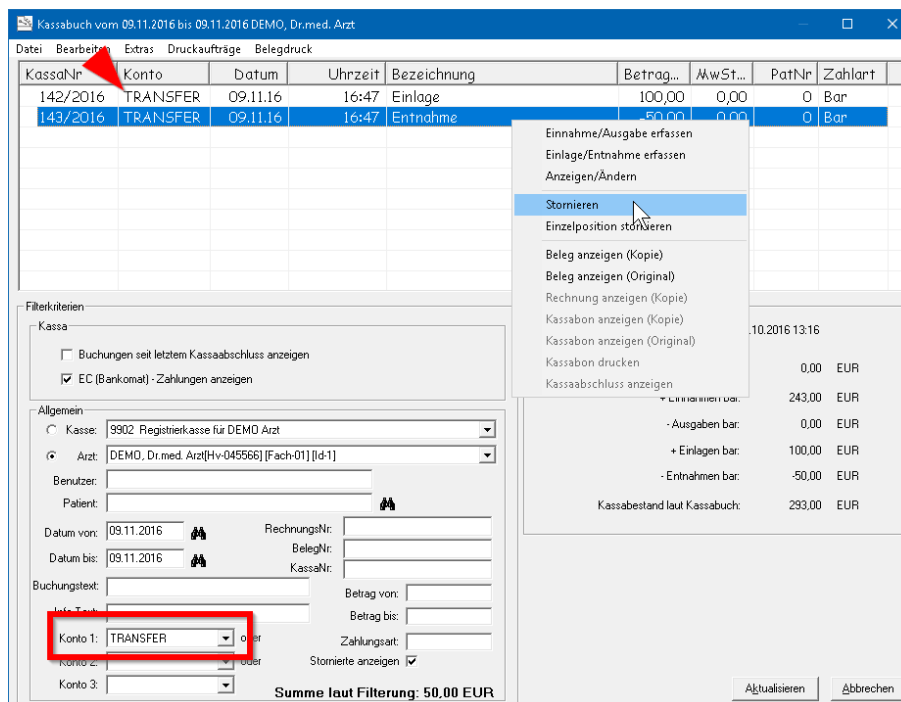 Kassabuch vom 09.11.2016 bis 09.11.2016 DEMO, Dr.med. Arzt
Datei Bearbeiten Extras Druckaufträge Belegdruck
KassaNr Konto Datum Uhrzeit Bezeichnung Betrag... MwSt... PatNr Zahlart
142/2016 TRANSFER 09.11.16 16:47 Einlage 100,00 0,00 0 Bar
143/2016 TRANSFER 09.11.16 16:47 Entnahme -50,00 0,00 0 Bar
Einnahme/Ausgabe erfassen
Einlage/Entnahme erfassen
Anzeigen/Ändern
Stornieren
Einzelposition stornieren
Beleg anzeigen (Kopie)
Beleg anzeigen (Original)
Rechnung anzeigen (Kopie)
Kassabon anzeigen (Kopie)
Kassabon anzeigen (Original)
Kassabon drucken
Kassaabschluss anzeigen
Filterkriterien
Kassa
Buchungen seit letztem Kassaabschluss anzeigen
EC (Bankomat) - Zahlungen anzeigen
.10.2016 13:16
0,00 EUR
+ Einnahmen bar: 243,00 EUR
- Ausgaben bar: 0,00 EUR
+ Einlagen bar: 100,00 EUR
- Entnahmen bar: -50,00 EUR
Kassabestand laut Kassabuch: 293,00 EUR
Allgemein
Kasse: 9902 Registrierkasse für DEMO Arzt
Arzt: DEMO, Dr.med. Arzt[Hv-045566] [Fach-01] [Id-1]
Benutzer:
Patient:
Datum von: 09.11.2016 RechnungsNr:
BelegNr:
Datum bis: 09.11.2016
KassaNr:
Buchungstext:
Betrag von:
Info Text:
Betrag bis:
Konto 1: TRANSFER oder Zahlungsart:
Konto 2: oder Stornierte anzeigen
Konto 3:
Summe laut Filterung: 50,00 EUR
Aktualisieren Abbrechen